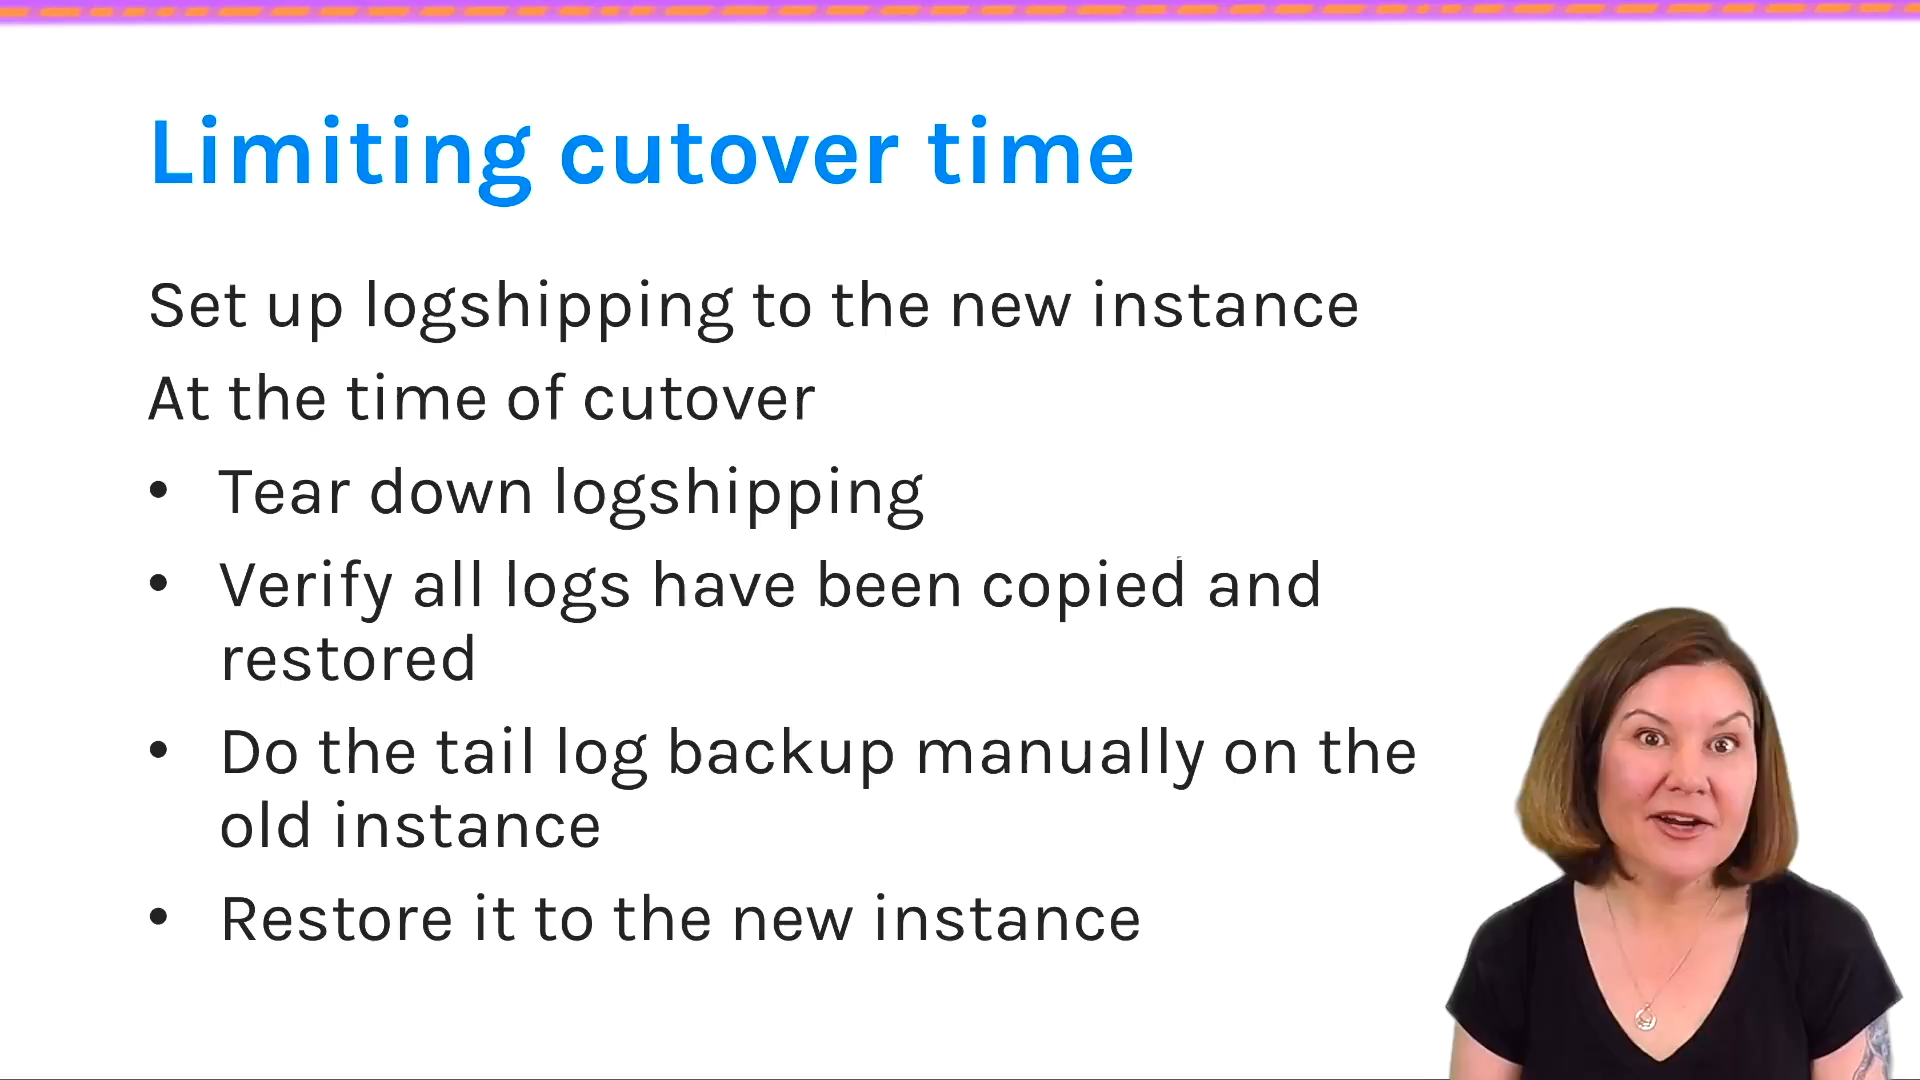 Limiting cutover time
Set up logshipping to the new instance
At the time of cutover
• Tear down logshipping
• Verify all logs have been copied and
restored
• Do the tail log backup manually on the
old instance
• Restore it to the new instance